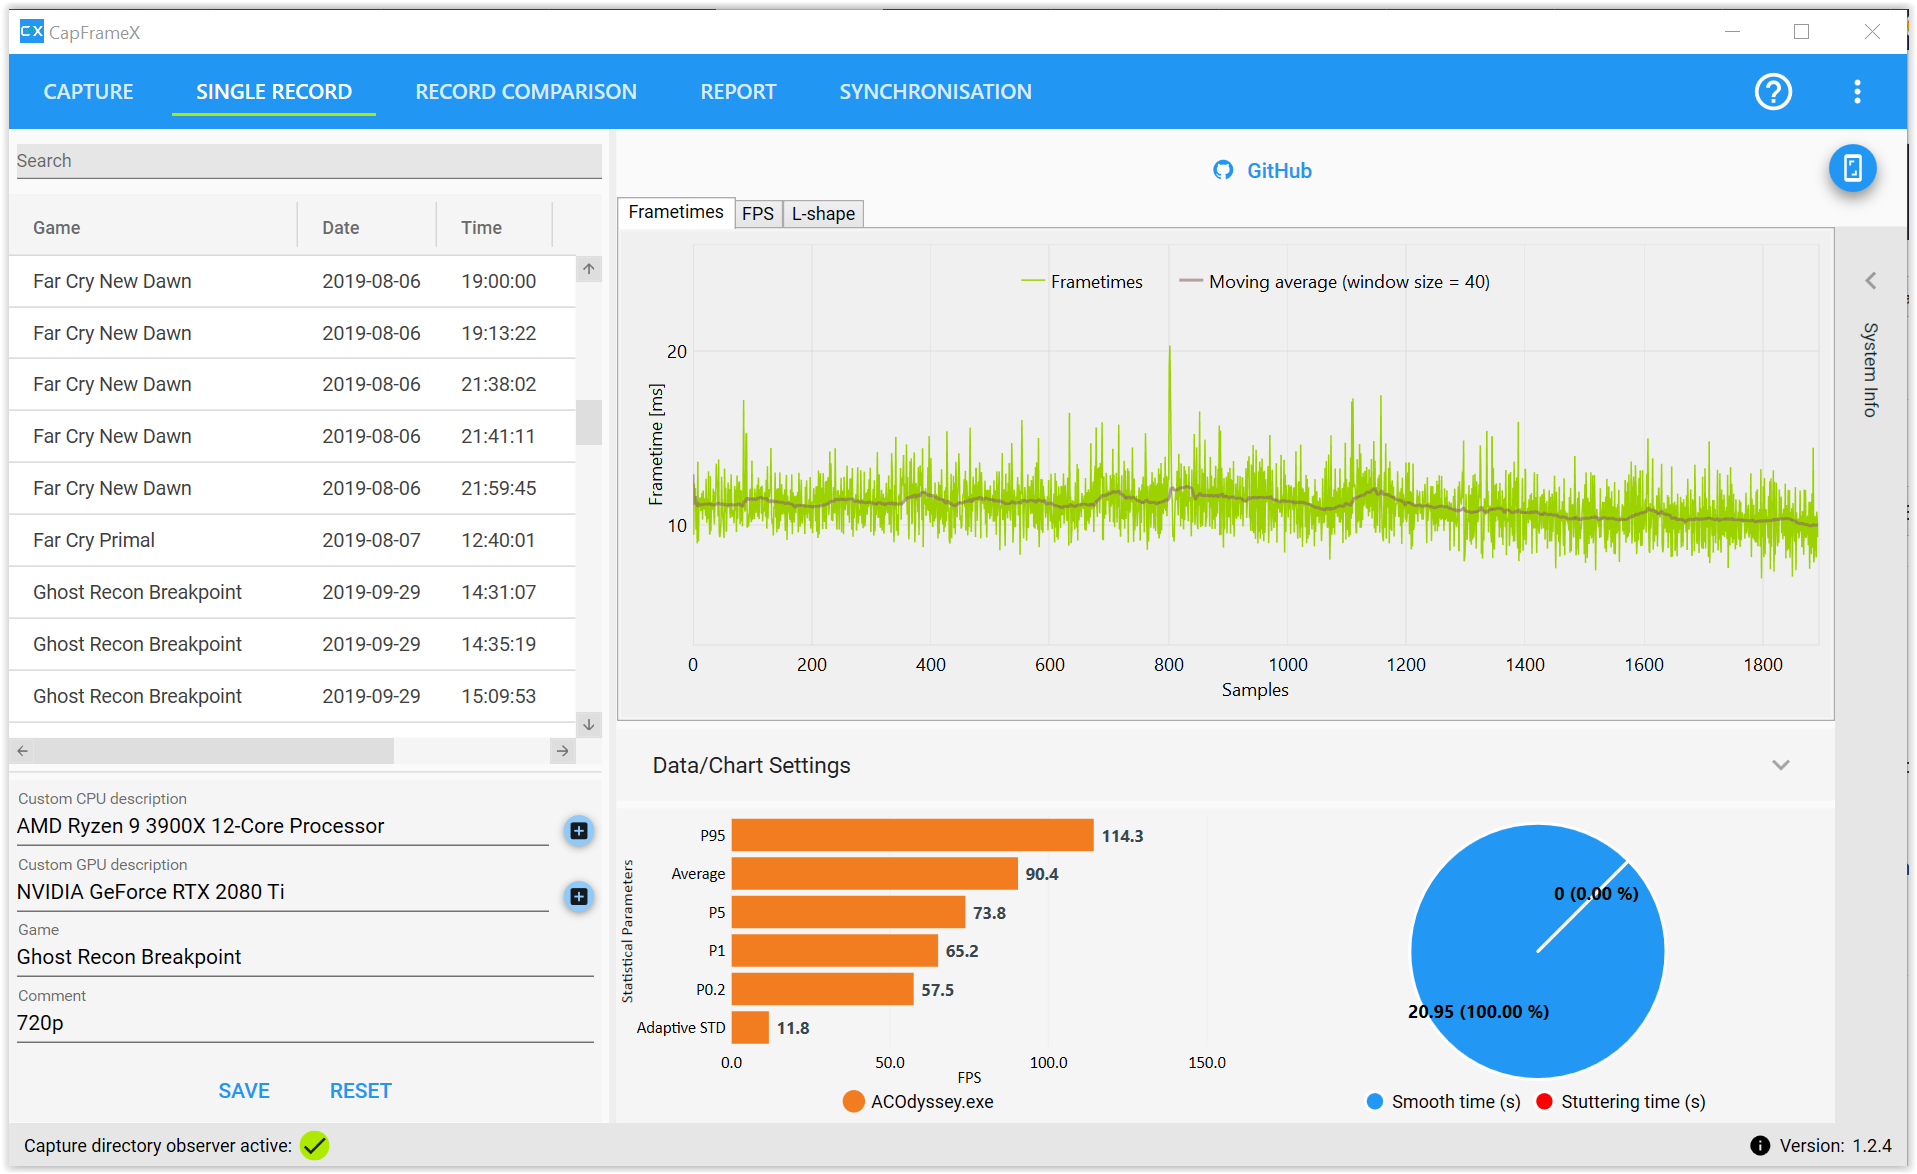 CX CapFrameX
CAPTURE SINGLE RECORD RECORD COMPARISON REPORT SYNCHRONISATION
Search
Game Date Time
Far Cry New Dawn 2019-08-06 19:00:00
Far Cry New Dawn 2019-08-06 19:13:22
Far Cry New Dawn 2019-08-06 21:38:02
Far Cry New Dawn 2019-08-06 21:41:11
Far Cry New Dawn 2019-08-06 21:59:45
Far Cry Primal 2019-08-07 12:40:01
Ghost Recon Breakpoint 2019-09-29 14:31:07
Ghost Recon Breakpoint 2019-09-29 14:35:19
Ghost Recon Breakpoint 2019-09-29 15:09:53
Custom CPU description
AMD Ryzen 9 3900X 12-Core Processor
Custom GPU description
NVIDIA GeForce RTX 2080 Ti
Game
Ghost Recon Breakpoint
Comment
720p
SAVE RESET
GitHub
Frametimes FPS L-shape
Frametimes Moving average (window size = 40)
20
10
Frametime [ms]
0 200 400 600 800 1000 1200 1400 1600 1800
Samples
System Info
Data/Chart Settings
Statistical Parameters
P95 114.3
Average 90.4
P5 73.8
P1 65.2
P0.2 57.5
Adaptive STD 11.8
0.0 50.0 100.0 150.0
FPS
ACOdyssey.exe
0 (0.00 %)
20.95 (100.00 %)
Smooth time (s) Stuttering time (s)
Capture directory observer active:
Version: 1.2.4